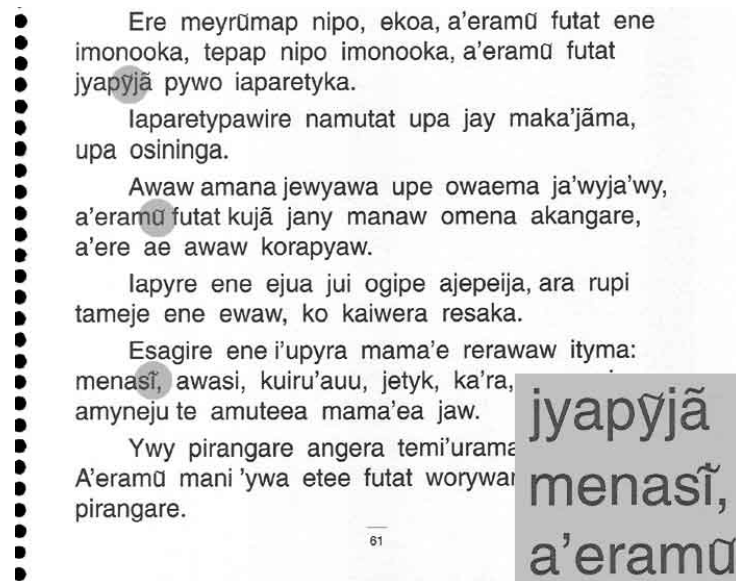 Ere meyrũmap nipo, ekoa, a'eramũ futat ene
imonooka, tepap nipo imonooka, a'eramũ futat
jyapỹjã pywo iaparetyka.
Iaparetypawire namutat upa jay maka'jãma,
upa osininga.
Awaw amana jewyawa upe owaema ja'wyja'wy,
a'eramũ futat kujã jany manaw omena akangare,
a'ere ae awaw korapyaw.
Iapyre ene ejua jui ogipe ajepeija, ara rupi
tameje ene ewaw, ko kaiwera resaka.
Esagire ene i'upyra mama'e rerawaw ityma:
menasĩ, awasi, kuiru'auu, jetyk, ka'ra,
amyneju te amuteea mama'ea jaw.
Ywy pirangare angera
A'eramũ mani 'ywa etee futat
pirangare.
61
jyapỹjã
menasĩ,
a'eramũ